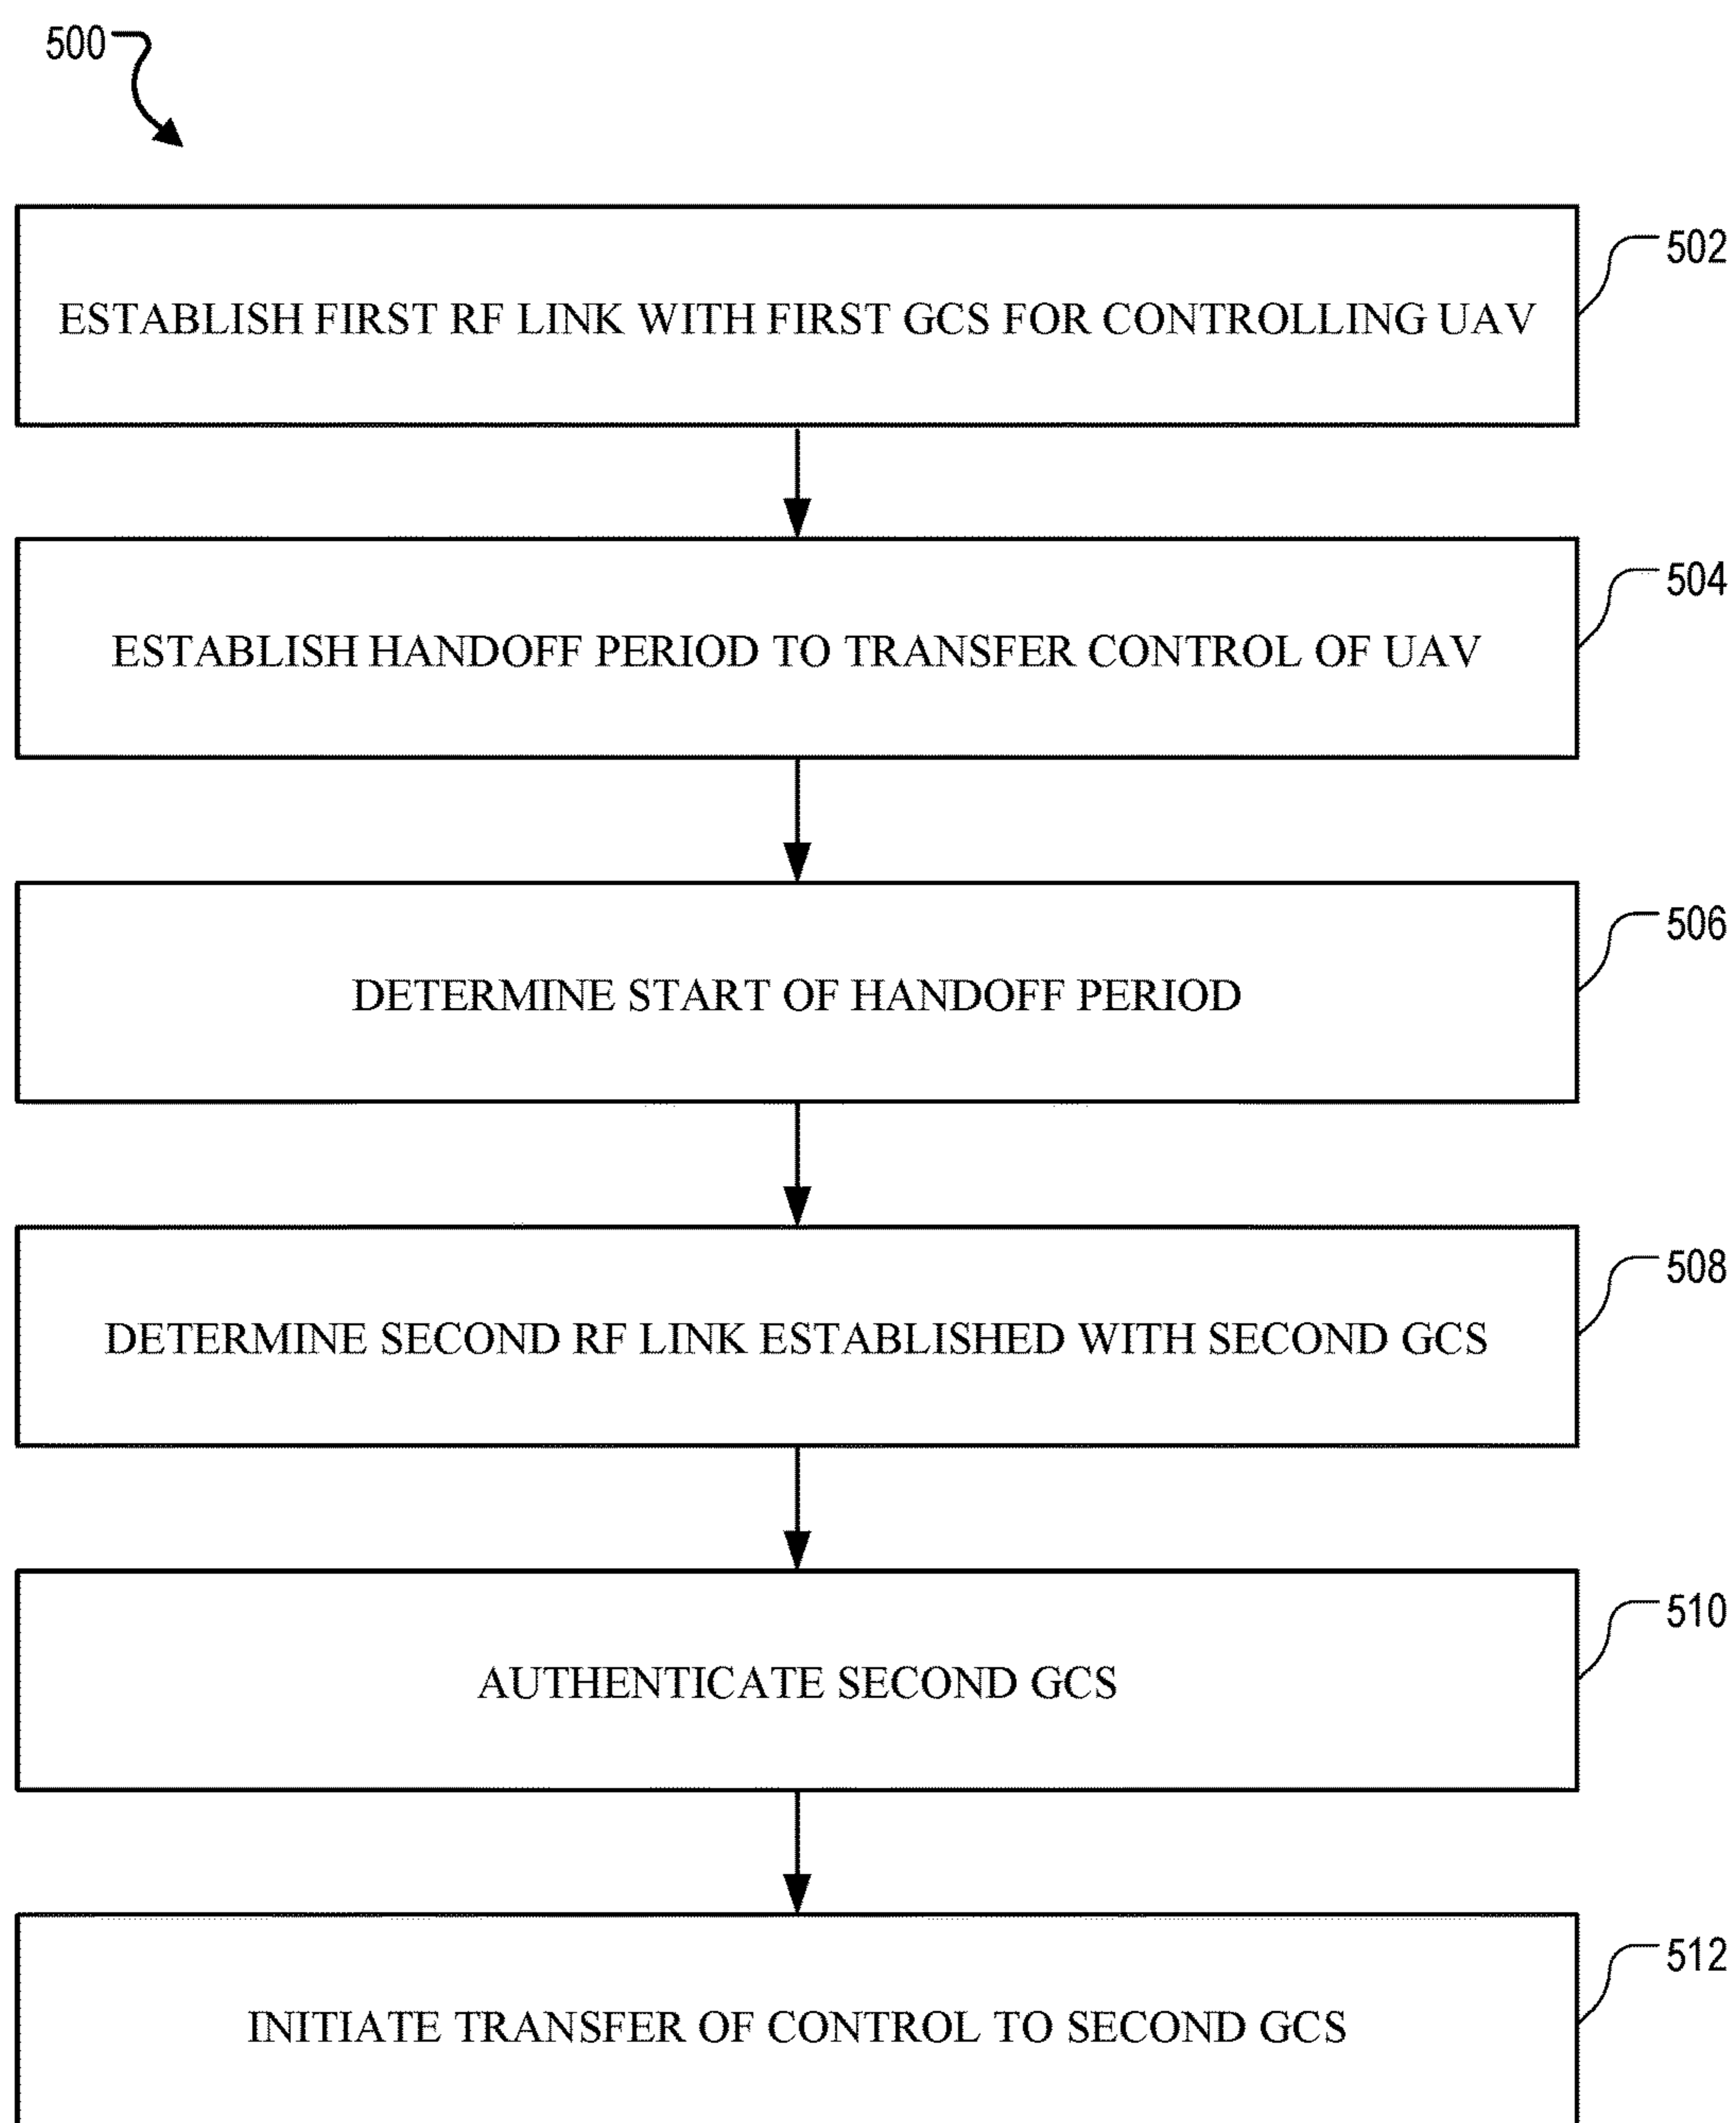 500
ESTABLISH FIRST RF LINK WITH FIRST GCS FOR CONTROLLING UAV
502
ESTABLISH HANDOFF PERIOD TO TRANSFER CONTROL OF UAV
504
DETERMINE START OF HANDOFF PERIOD
506
DETERMINE SECOND RF LINK ESTABLISHED WITH SECOND GCS
508
AUTHENTICATE SECOND GCS
510
INITIATE TRANSFER OF CONTROL TO SECOND GCS
512